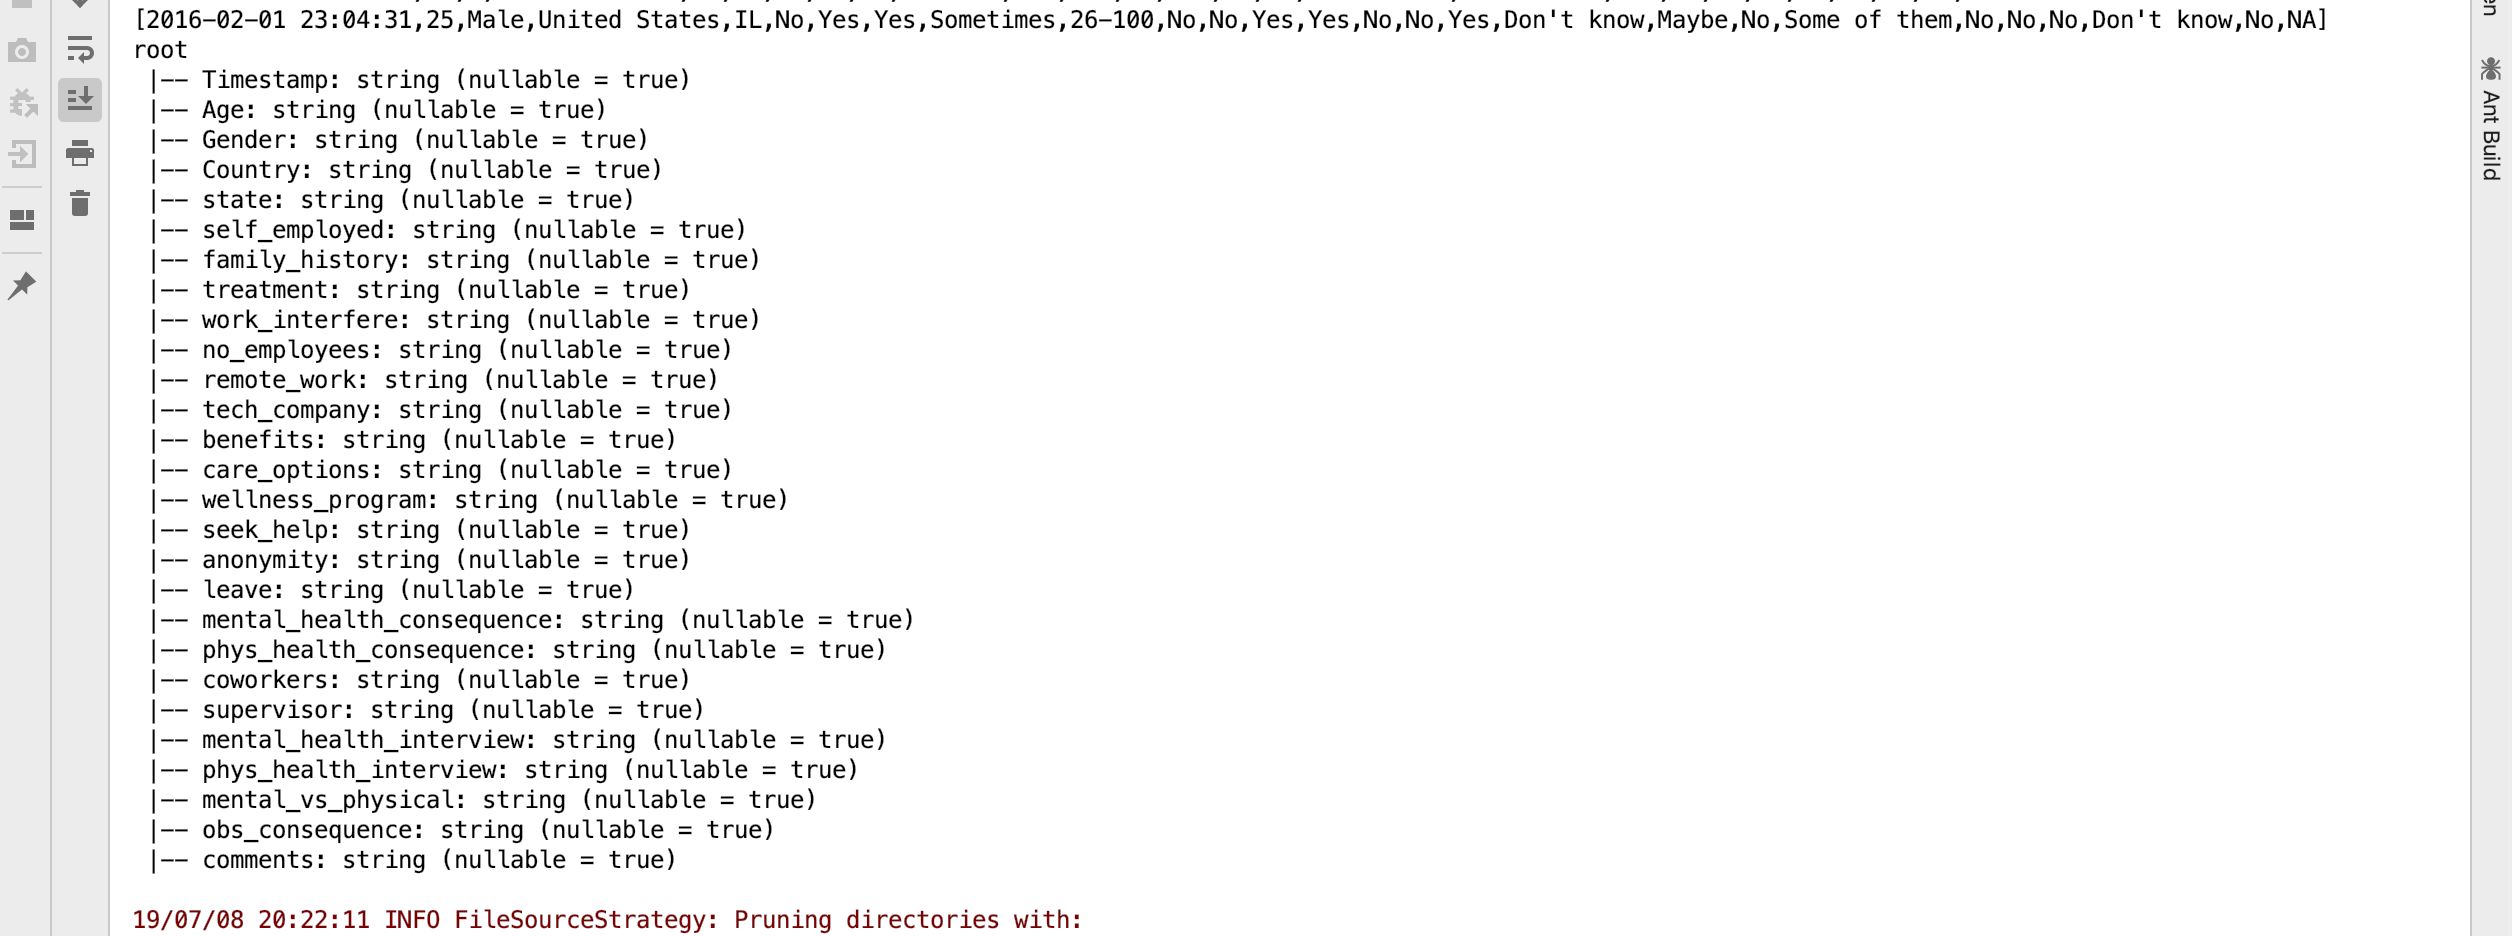 [2016-02-01 23:04:31,25,Male,United States,IL,No,Yes,Yes,Sometimes,26-100,No,No,Yes,Yes,No,No,Yes,Don't know,Maybe,No,Some of them,No,No,No,Don't know,No,NA]
root
|-- Timestamp: string (nullable = true)
|-- Age: string (nullable = true)
|-- Gender: string (nullable = true)
|-- Country: string (nullable = true)
|-- state: string (nullable = true)
|-- self_employed: string (nullable = true)
|-- family_history: string (nullable = true)
|-- treatment: string (nullable = true)
|-- work_interfere: string (nullable = true)
|-- no_employees: string (nullable = true)
|-- remote_work: string (nullable = true)
|-- tech_company: string (nullable = true)
|-- benefits: string (nullable = true)
|-- care_options: string (nullable = true)
|-- wellness_program: string (nullable = true)
|-- seek_help: string (nullable = true)
|-- anonymity: string (nullable = true)
|-- leave: string (nullable = true)
|-- mental_health_consequence: string (nullable = true)
|-- phys_health_consequence: string (nullable = true)
|-- coworkers: string (nullable = true)
|-- supervisor: string (nullable = true)
|-- mental_health_interview: string (nullable = true)
|-- phys_health_interview: string (nullable = true)
|-- mental_vs_physical: string (nullable = true)
|-- obs_consequence: string (nullable = true)
|-- comments: string (nullable = true)
19/07/08 20:22:11 INFO FileSourceStrategy: Pruning directories with:
Ant Build